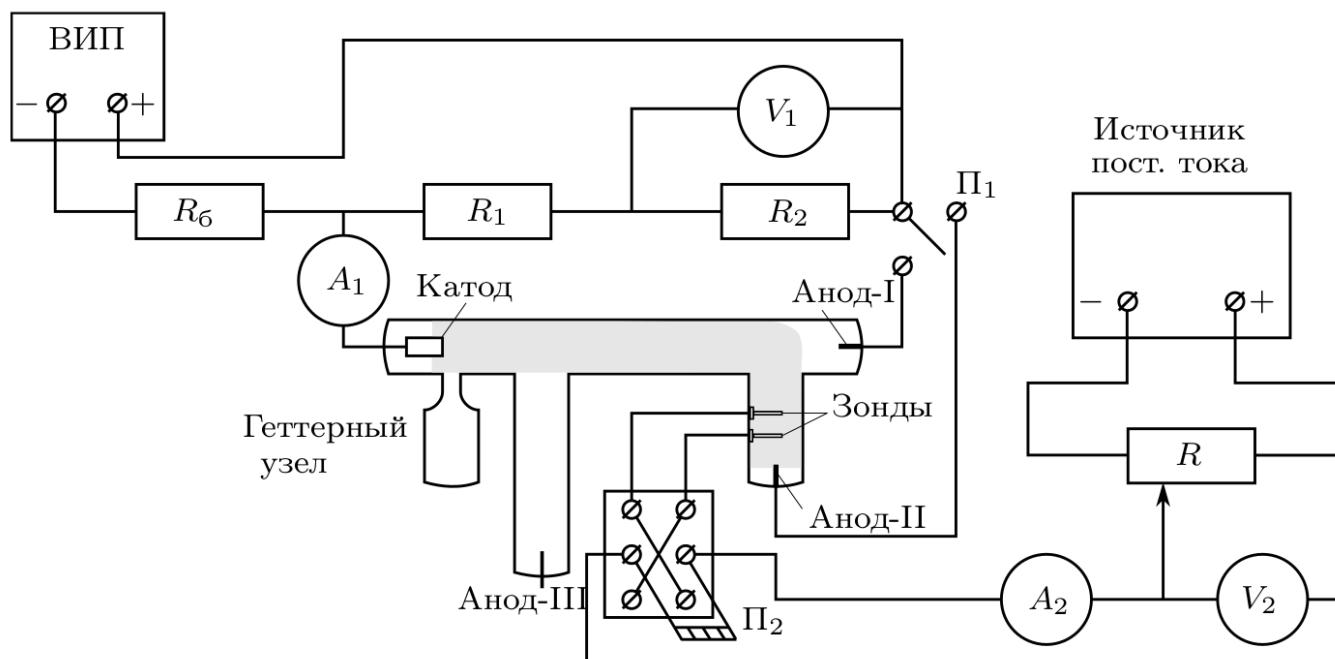 ВИП
− +
V₁
Источник
пост. тока
П₁
R_б
R₁
R₂
A₁
Катод
Анод-I
− +
Зонды
Геттерный
узел
R
Анод-II
Анод-III
П₂
A₂
V₂